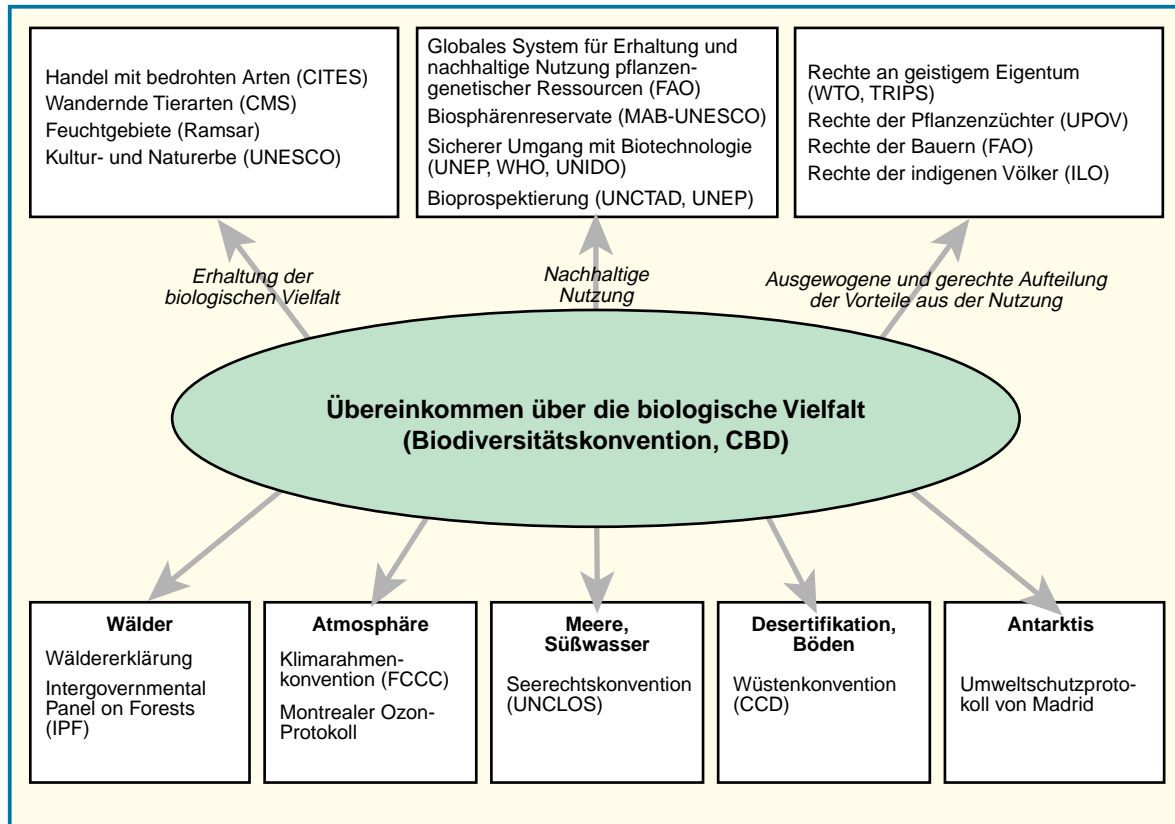 Handel mit bedrohten Arten (CITES)
Wandernde Tierarten (CMS)
Feuchtgebiete (Ramsar)
Kultur- und Naturerbe (UNESCO)
Globales System für Erhaltung und
nachhaltige Nutzung pflanzen-
genetischer Ressourcen (FAO)
Biosphärenreservate (MAB-UNESCO)
Sicherer Umgang mit Biotechnologie
(UNEP, WHO, UNIDO)
Bioprospektierung (UNCTAD, UNEP)
Rechte an geistigem Eigentum
(WTO, TRIPS)
Rechte der Pflanzenzüchter (UPOV)
Rechte der Bauern (FAO)
Rechte der indigenen Völker (ILO)
Erhaltung der
biologischen Vielfalt
Nachhaltige
Nutzung
Ausgewogene und gerechte Aufteilung
der Vorteile aus der Nutzung
Übereinkommen über die biologische Vielfalt
(Biodiversitätskonvention, CBD)
Wälder
Wäldererklärung
Intergovernmental
Panel on Forests
(IPF)
Atmosphäre
Klimarahmen-
konvention (FCCC)
Montrealer Ozon-
Protokoll
Meere,
Süßwasser
Seerechtskonvention
(UNCLOS)
Desertifikation,
Böden
Wüstenkonvention
(CCD)
Antarktis
Umweltschutzproto-
koll von Madrid